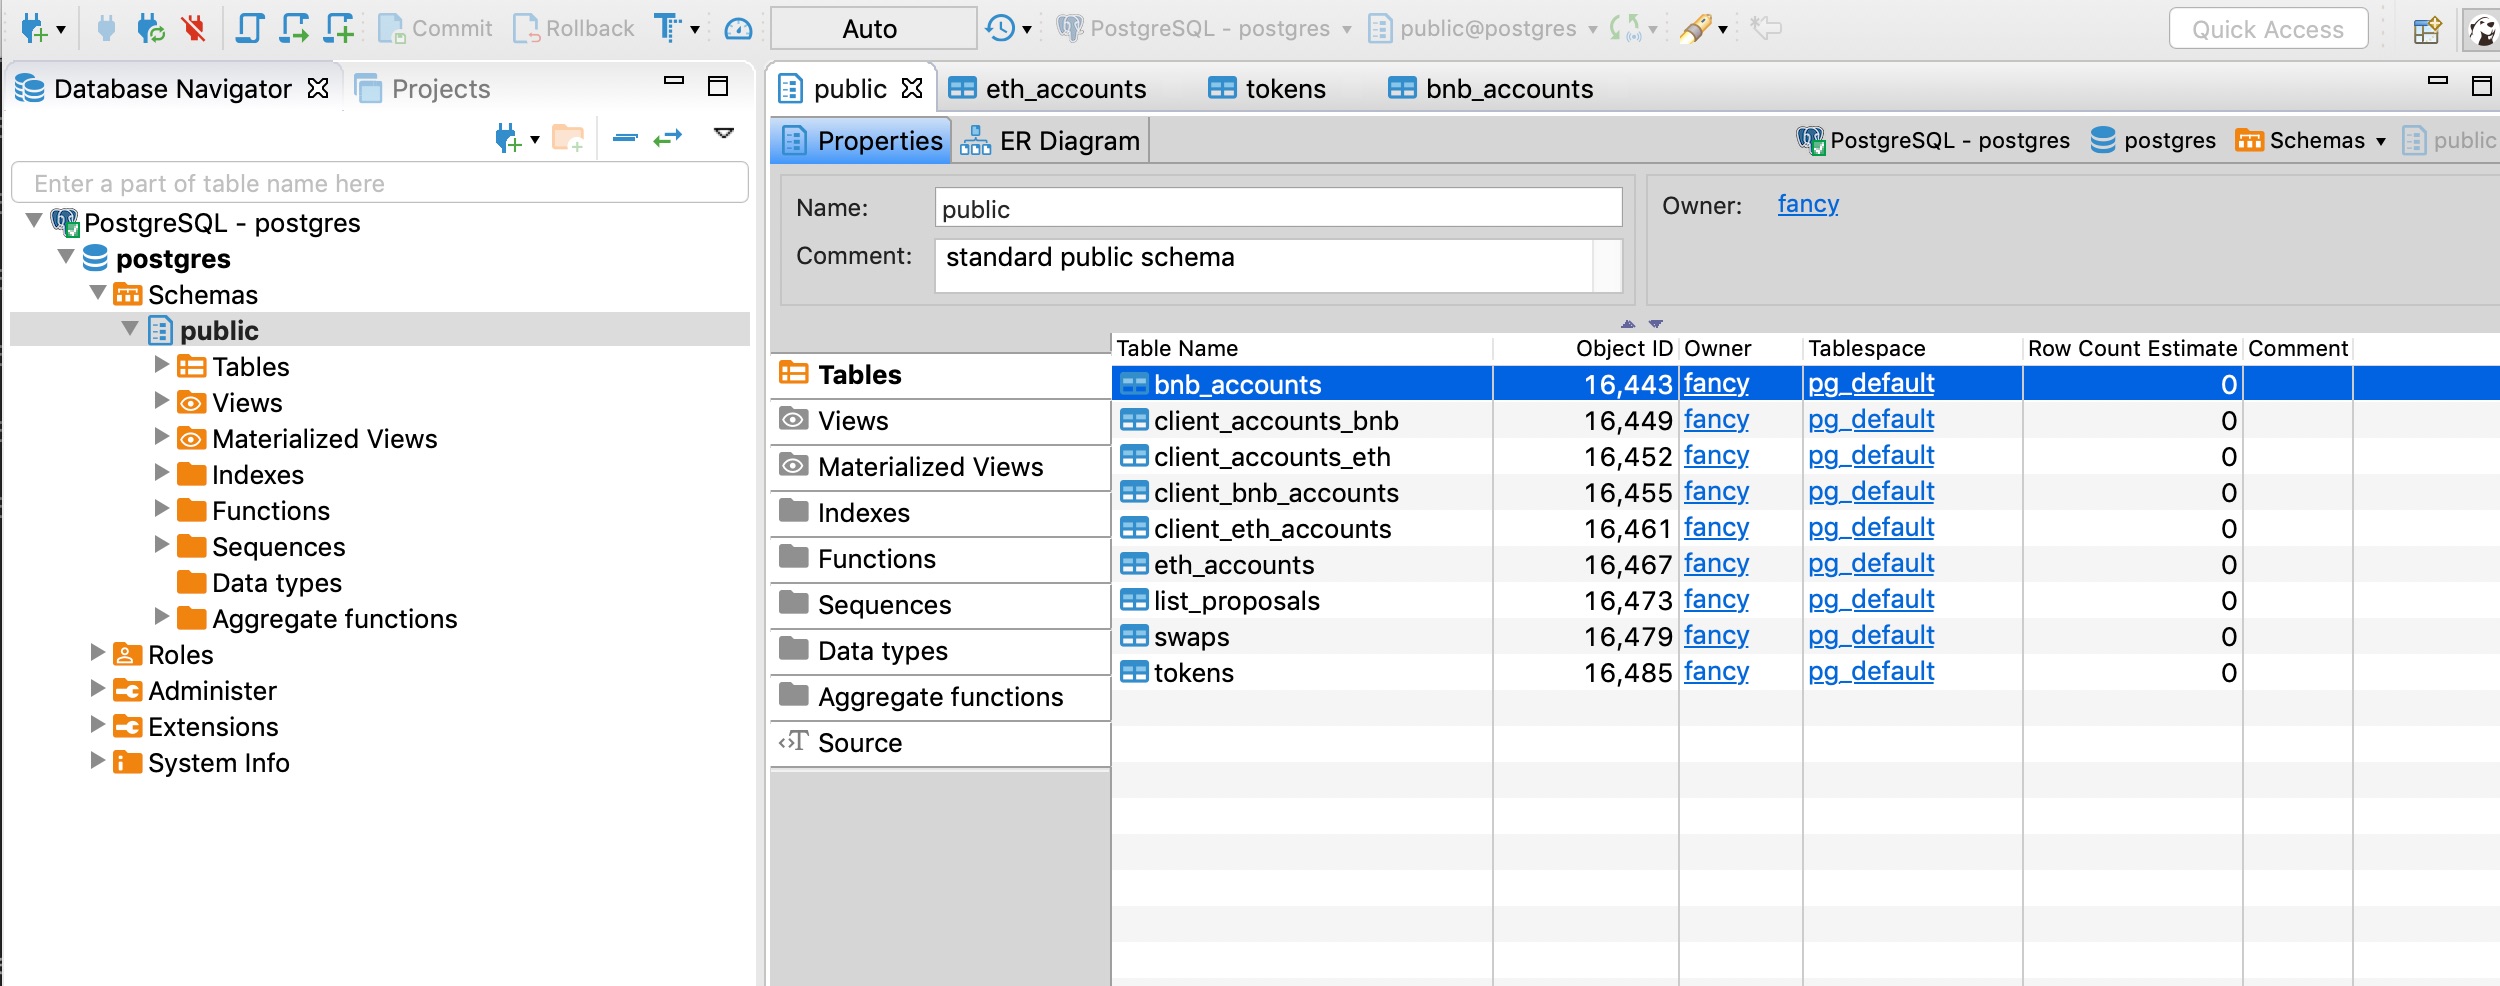 Commit Rollback Auto PostgreSQL - postgres public@postgres Quick Access
Database Navigator Projects
Enter a part of table name here
PostgreSQL - postgres
postgres
Schemas
public
Tables
Views
Materialized Views
Indexes
Functions
Sequences
Data types
Aggregate functions
Roles
Administer
Extensions
System Info
public eth_accounts tokens bnb_accounts
Properties ER Diagram PostgreSQL - postgres postgres Schemas public
Name: public
Comment: standard public schema
Owner: fancy
Tables
Views
Materialized Views
Indexes
Functions
Sequences
Data types
Aggregate functions
Source
Table Name Object ID Owner Tablespace Row Count Estimate Comment
bnb_accounts 16,443 fancy pg_default 0
client_accounts_bnb 16,449 fancy pg_default 0
client_accounts_eth 16,452 fancy pg_default 0
client_bnb_accounts 16,455 fancy pg_default 0
client_eth_accounts 16,461 fancy pg_default 0
eth_accounts 16,467 fancy pg_default 0
list_proposals 16,473 fancy pg_default 0
swaps 16,479 fancy pg_default 0
tokens 16,485 fancy pg_default 0